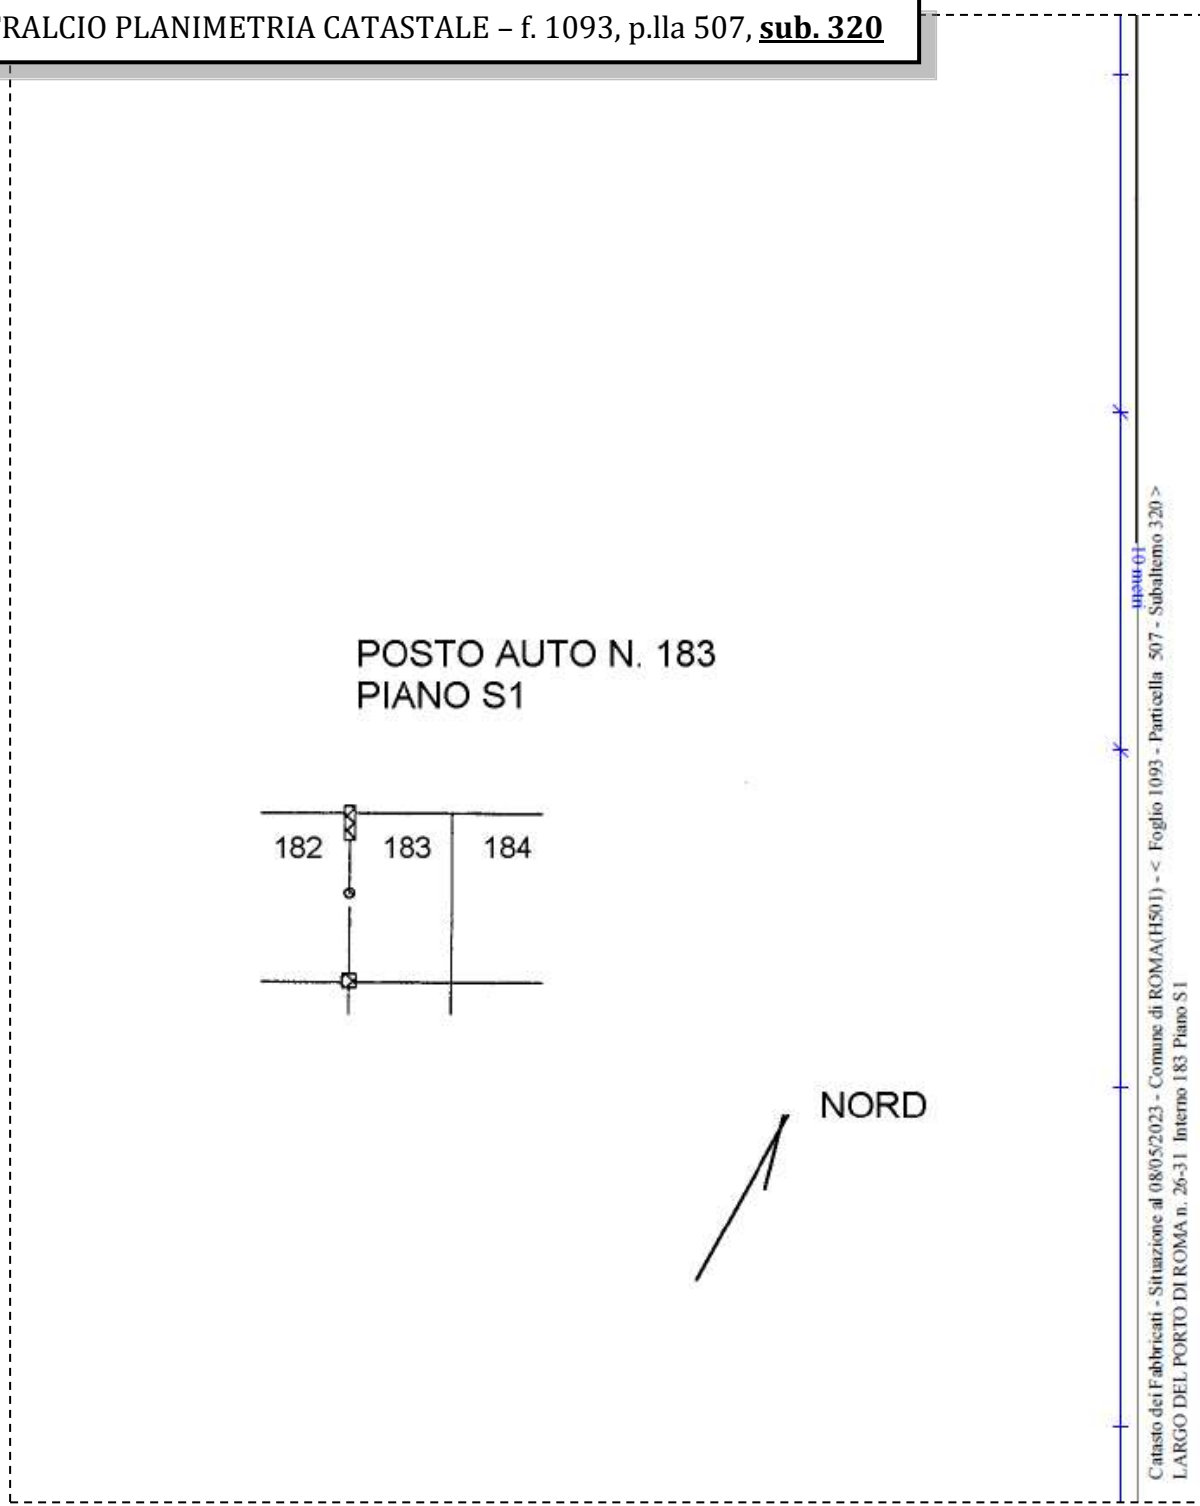 RALCIO PLANIMETRIA CATASTALE – f. 1093, p.lla 507, sub. 320
POSTO AUTO N. 183
PIANO S1
182 183 184
NORD
10 metri
Catasto dei Fabbricati - Situazione al 08/05/2023 - Comune di ROMA(H501) - < Foglio 1093 - Particella 507 - Subalterno 320 >
LARGO DEL PORTO DI ROMA n. 26-31 Interno 183 Piano S1